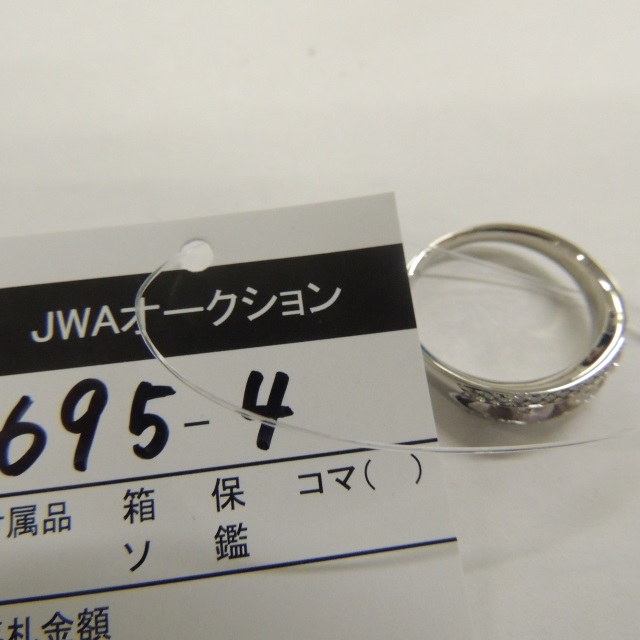 JWAオークション
695-4
属品 箱 保 コマ( )
ソ 鑑
札金額